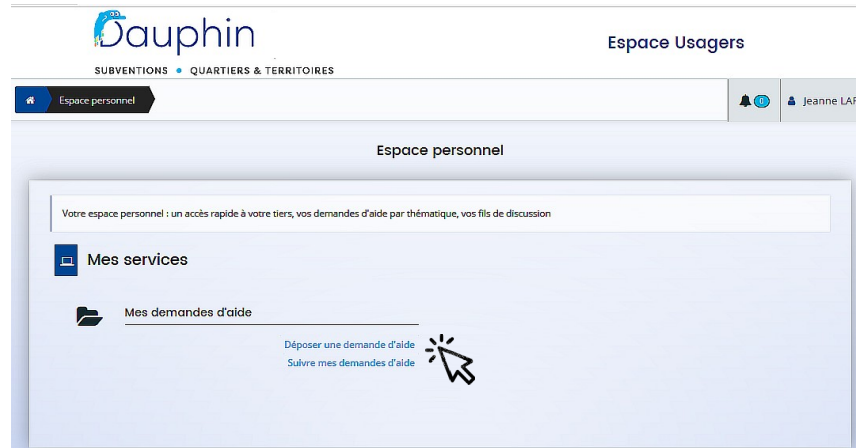 Dauphin
Espace Usagers
SUBVENTIONS • QUARTIERS & TERRITOIRES
Espace personnel
0
Jeanne LAF
Espace personnel
Votre espace personnel : un accès rapide à votre tiers, vos demandes d'aide par thématique, vos fils de discussion
Mes services
Mes demandes d'aide
Déposer une demande d'aide
Suivre mes demandes d'aide